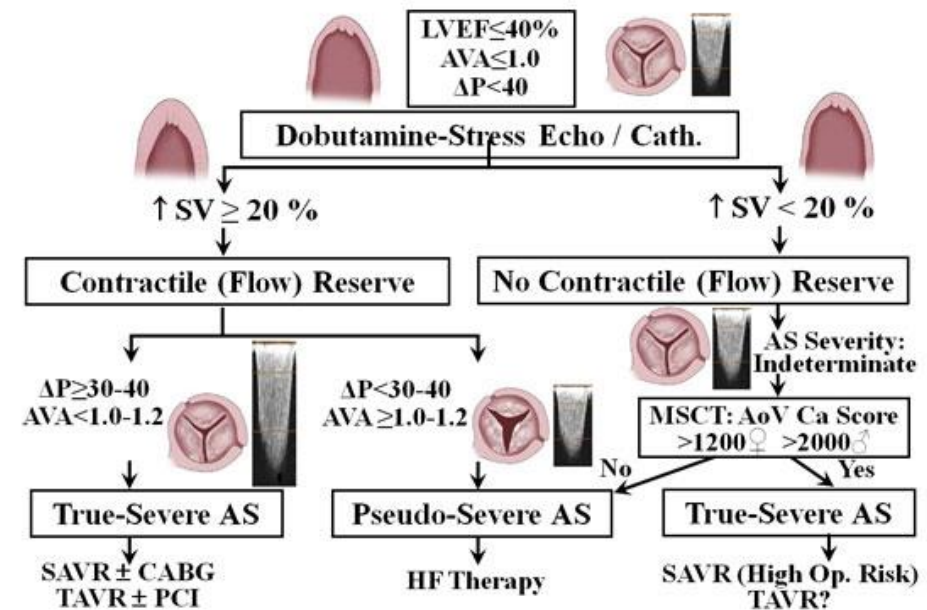 LVEF≤40%
AVA≤1.0
ΔP<40
Dobutamine-Stress Echo / Cath.
↑ SV ≥ 20 %
↑ SV < 20 %
Contractile (Flow) Reserve
No Contractile (Flow) Reserve
ΔP≥30-40
AVA<1.0-1.2
ΔP<30-40
AVA ≥1.0-1.2
AS Severity:
Indeterminate
MSCT: AoV Ca Score
>1200♀ >2000♂
No
Yes
True-Severe AS
Pseudo-Severe AS
True-Severe AS
SAVR ± CABG
TAVR ± PCI
HF Therapy
SAVR (High Op. Risk)
TAVR?